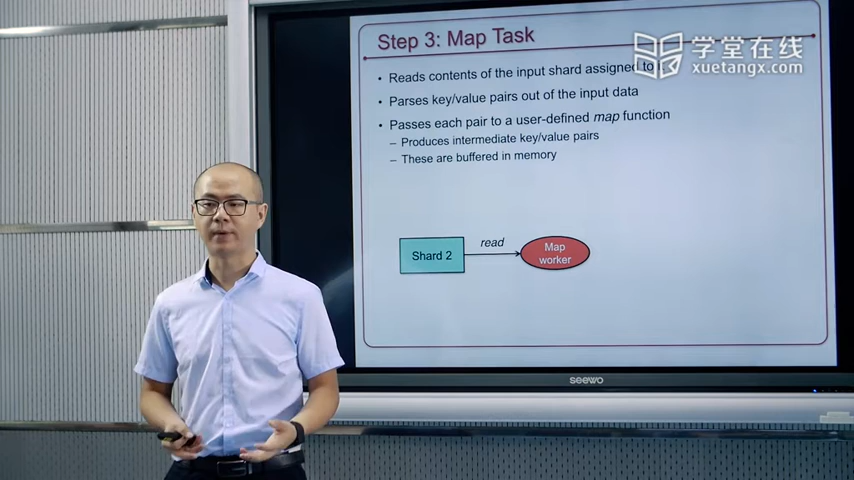 Step 3: Map Task
学堂在线
xuetangx.com
• Reads contents of the input shard assigned to
• Parses key/value pairs out of the input data
• Passes each pair to a user-defined map function
– Produces intermediate key/value pairs
– These are buffered in memory
Shard 2
read
Map
worker
seewo